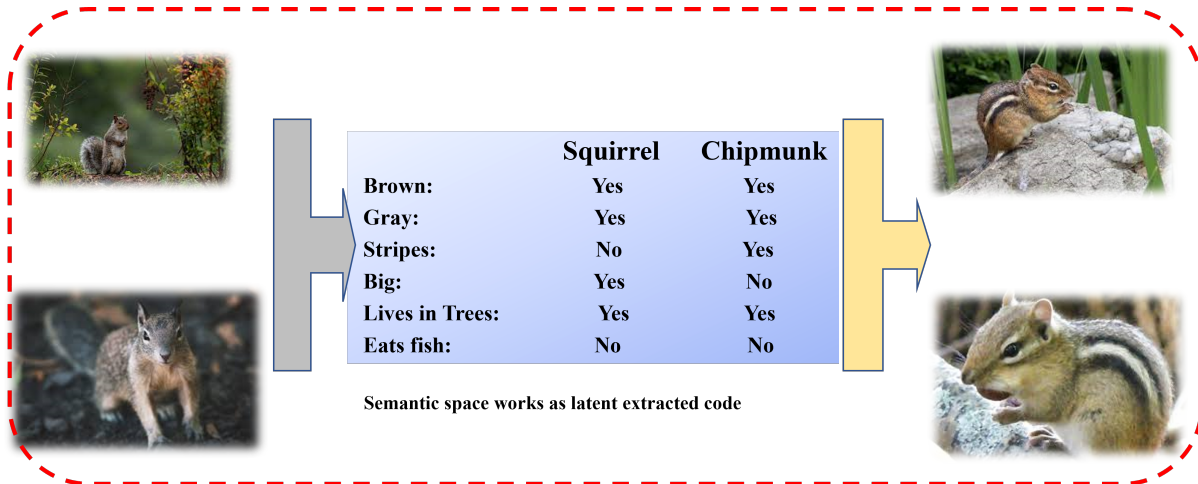 Squirrel Chipmunk
Brown: Yes Yes
Gray: Yes Yes
Stripes: No Yes
Big: Yes No
Lives in Trees: Yes Yes
Eats fish: No No
Semantic space works as latent extracted code